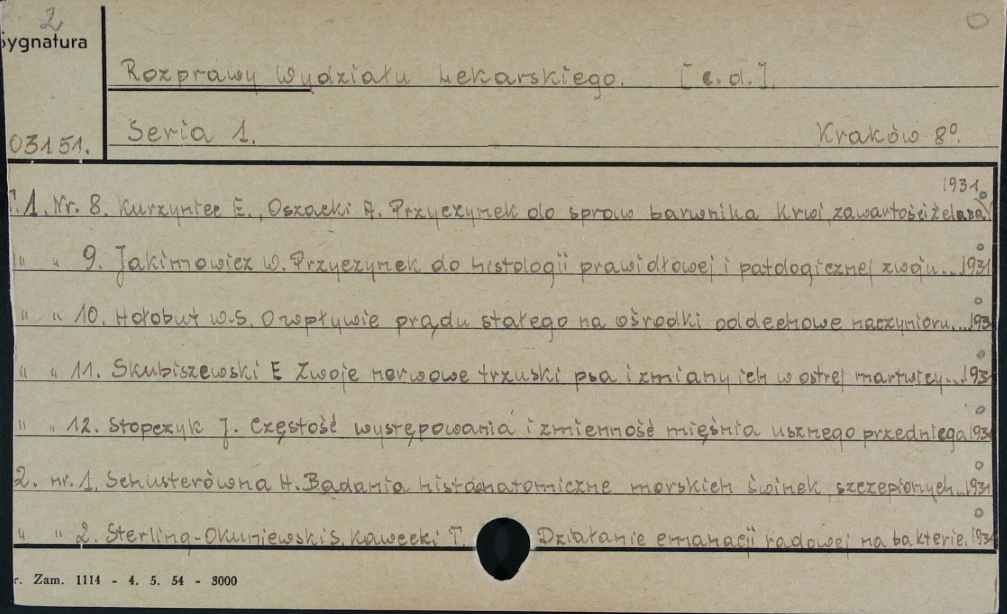 2
Sygnatura
Rozprawy Wydziału Lekarskiego. [c.d.].
03151.
Seria 1. Kraków 8º.
1931
T. 1. Nr. 8. Kurzyniec E., Oszacki A. Przyczynek do spraw barwnika krwi, zawartości żelaza
" " 9. Jakimowicz W. Przyczynek do histologii prawidłowej i patologicznej zwoju... 1931
" " 10. Hołobut W.S. O wpływie prądu stałego na ośrodki oddechowe naczynioru... 1931
" " 11. Skubiszewski E Zwoje nerwowe trzuski psa i zmiany ich w ostrej martwicy... 1931
" " 12. Stopczyk J. Częstość występowania i zmienność mięśnia usznego przedniego 1931
2. nr. 1. Schusterówna H. Badania histoanatomiczne morskich świnek szczepionych... 1931
" " 2. Sterling-Okuniewski S. Kawecki T. Działanie emanacji radowej na bakterie. 1931
r. Zam. 1114 - 4. 5. 54 - 3000